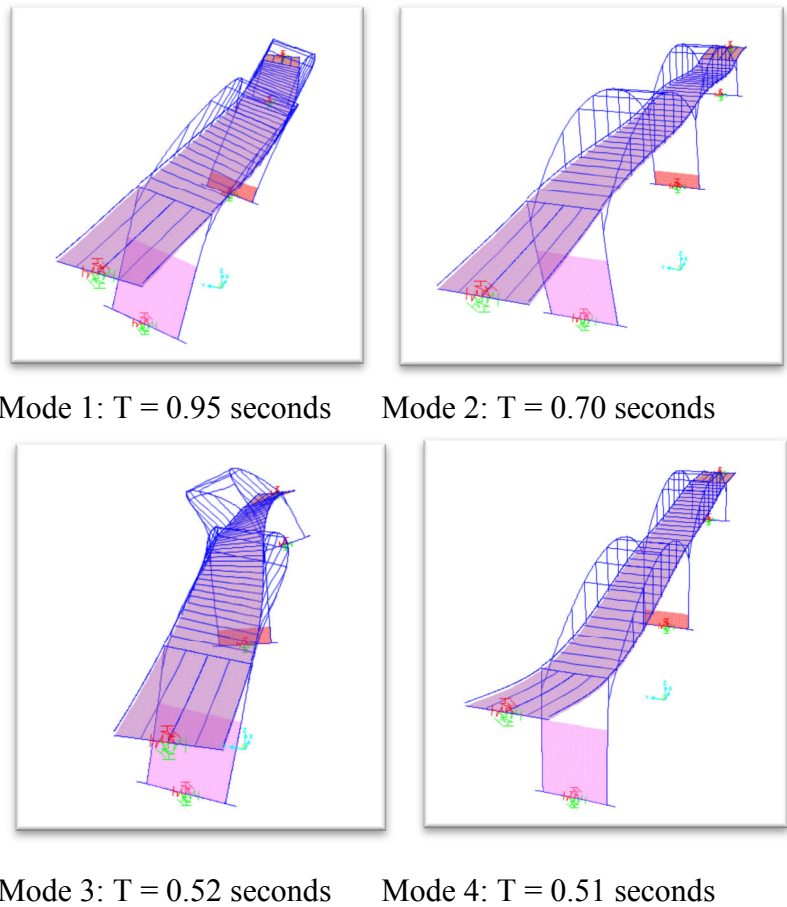 Mode 1: T = 0.95 seconds Mode 2: T = 0.70 seconds
Mode 3: T = 0.52 seconds Mode 4: T = 0.51 seconds